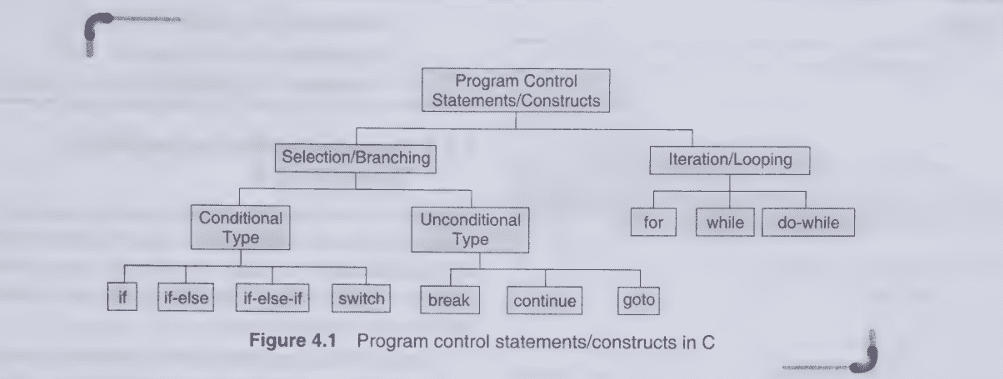 Program Control
Statements/Constructs
Selection/Branching
Iteration/Looping
Conditional
Type
Unconditional
Type
for
while
do-while
if
if-else
if-else-if
switch
break
continue
goto
Figure 4.1 Program control statements/constructs in C